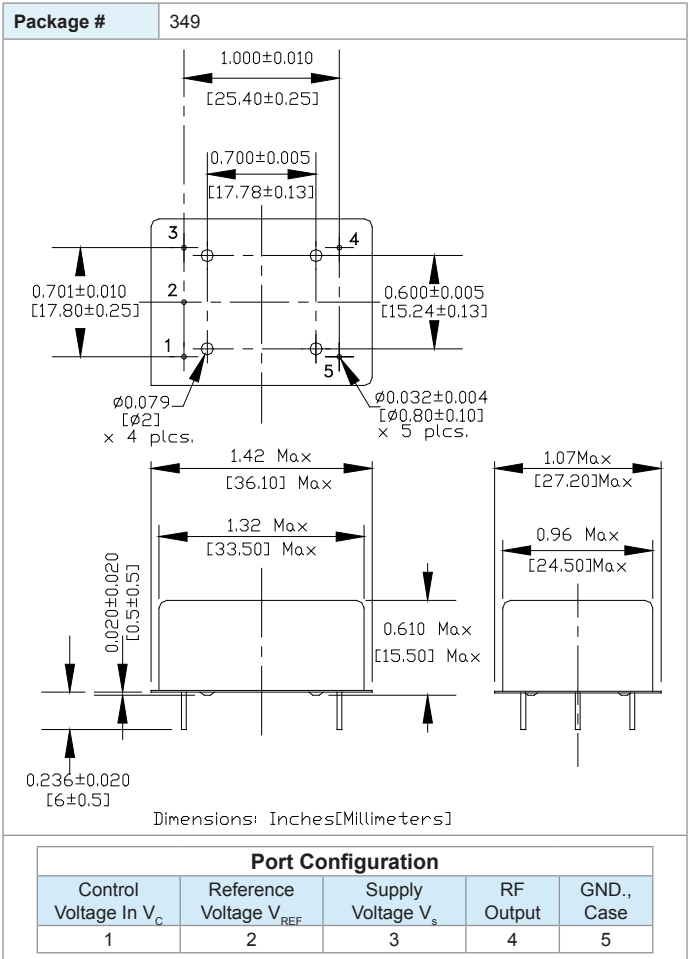 Package # 349
1.000±0.010
[25.40±0.25]
0.700±0.005
[17.78±0.13]
3
4
0.701±0.010
[17.80±0.25]
2
0.600±0.005
[15.24±0.13]
1
5
ø0.079
[ø2]
x 4 plcs.
ø0.032±0.004
[ø0.80±0.10]
x 5 plcs.
1.42 Max
[36.10] Max
1.07Max
[27.20]Max
1.32 Max
[33.50] Max
0.96 Max
[24.50]Max
0.020±0.020
[0.5±0.5]
0.610 Max
[15.50] Max
0.236±0.020
[6±0.5]
Dimensions: Inches[Millimeters]
Port Configuration
Control Voltage In V_C Reference Voltage V_REF Supply Voltage V_s RF Output GND., Case
1 2 3 4 5